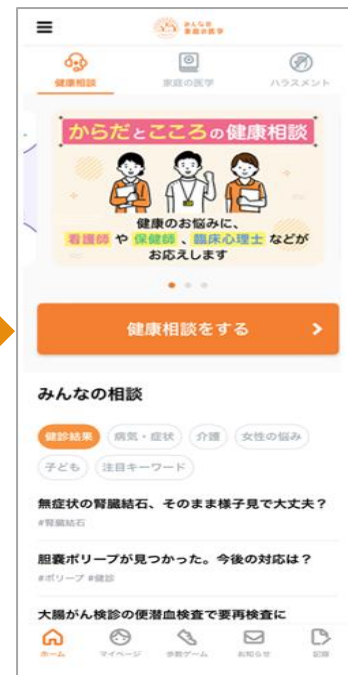 みんなの
家庭の医学
健康相談
家庭の医学
ハラスメント
からだとこころの健康相談
健康のお悩みに、
看護師 や 保健師 、臨床心理士 などが
お応えします
健康相談をする
みんなの相談
健診結果
病気・症状
介護
女性の悩み
子ども
注目キーワード
無症状の腎臓結石、そのまま様子見で大丈夫？
#腎臓結石
胆嚢ポリープが見つかった。今後の対応は？
#ポリープ #健診
大腸がん検診の便潜血検査で要再検査に
ホーム
マイページ
歩数ゲーム
お知らせ
記録